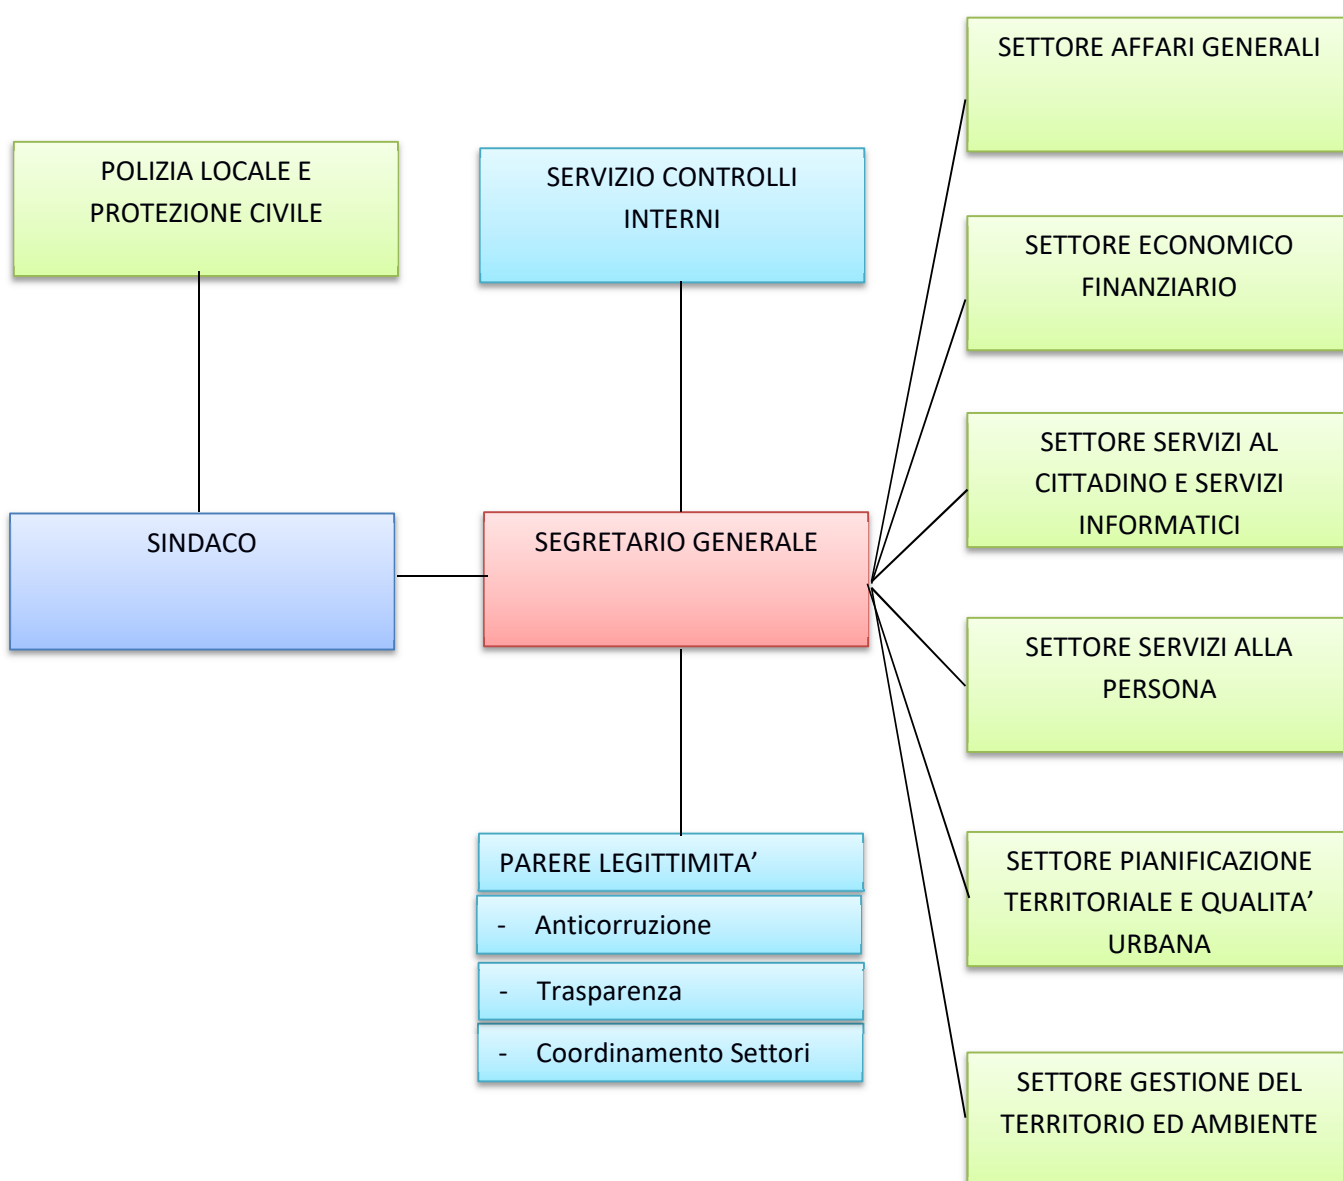 SETTORE AFFARI GENERALI
POLIZIA LOCALE E
PROTEZIONE CIVILE
SERVIZIO CONTROLLI
INTERNI
SETTORE ECONOMICO
FINANZIARIO
SETTORE SERVIZI AL
CITTADINO E SERVIZI
INFORMATICI
SINDACO
SEGRETARIO GENERALE
SETTORE SERVIZI ALLA
PERSONA
PARERE LEGITTIMITA’
- Anticorruzione
- Trasparenza
- Coordinamento Settori
SETTORE PIANIFICAZIONE
TERRITORIALE E QUALITA’
URBANA
SETTORE GESTIONE DEL
TERRITORIO ED AMBIENTE